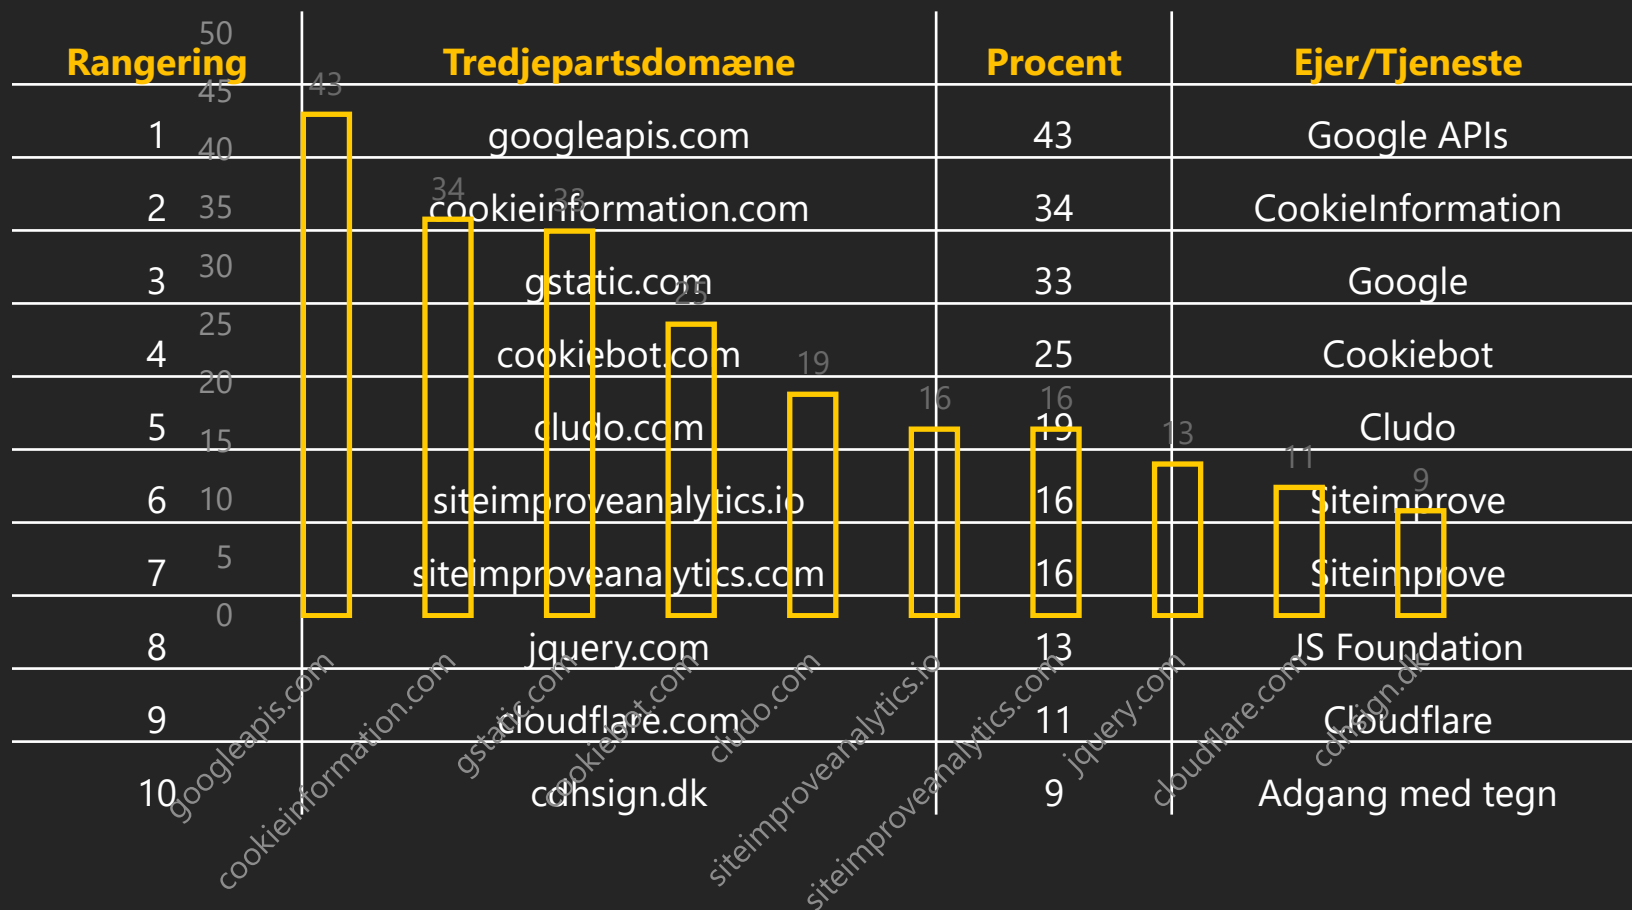 Rangering Tredjepartsdomæne Procent Ejer/Tjeneste
1 googleapis.com 43 Google APIs
2 cookieinformation.com 34 CookieInformation
3 gstatic.com 33 Google
4 cookiebot.com 25 Cookiebot
5 cludo.com 19 Cludo
6 siteimproveanalytics.io 16 Siteimprove
7 siteimproveanalytics.com 16 Siteimprove
8 jquery.com 13 JS Foundation
9 cloudflare.com 11 Cloudflare
10 cdhsign.dk 9 Adgang med tegn
50
45
40
35
30
25
20
15
10
5
0
43
34
33
25
19
16
16
13
11
9
googleapis.com
cookieinformation.com
gstatic.com
cookiebot.com
cludo.com
siteimproveanalytics.io
siteimproveanalytics.com
jquery.com
cloudflare.com
cdhsign.dk